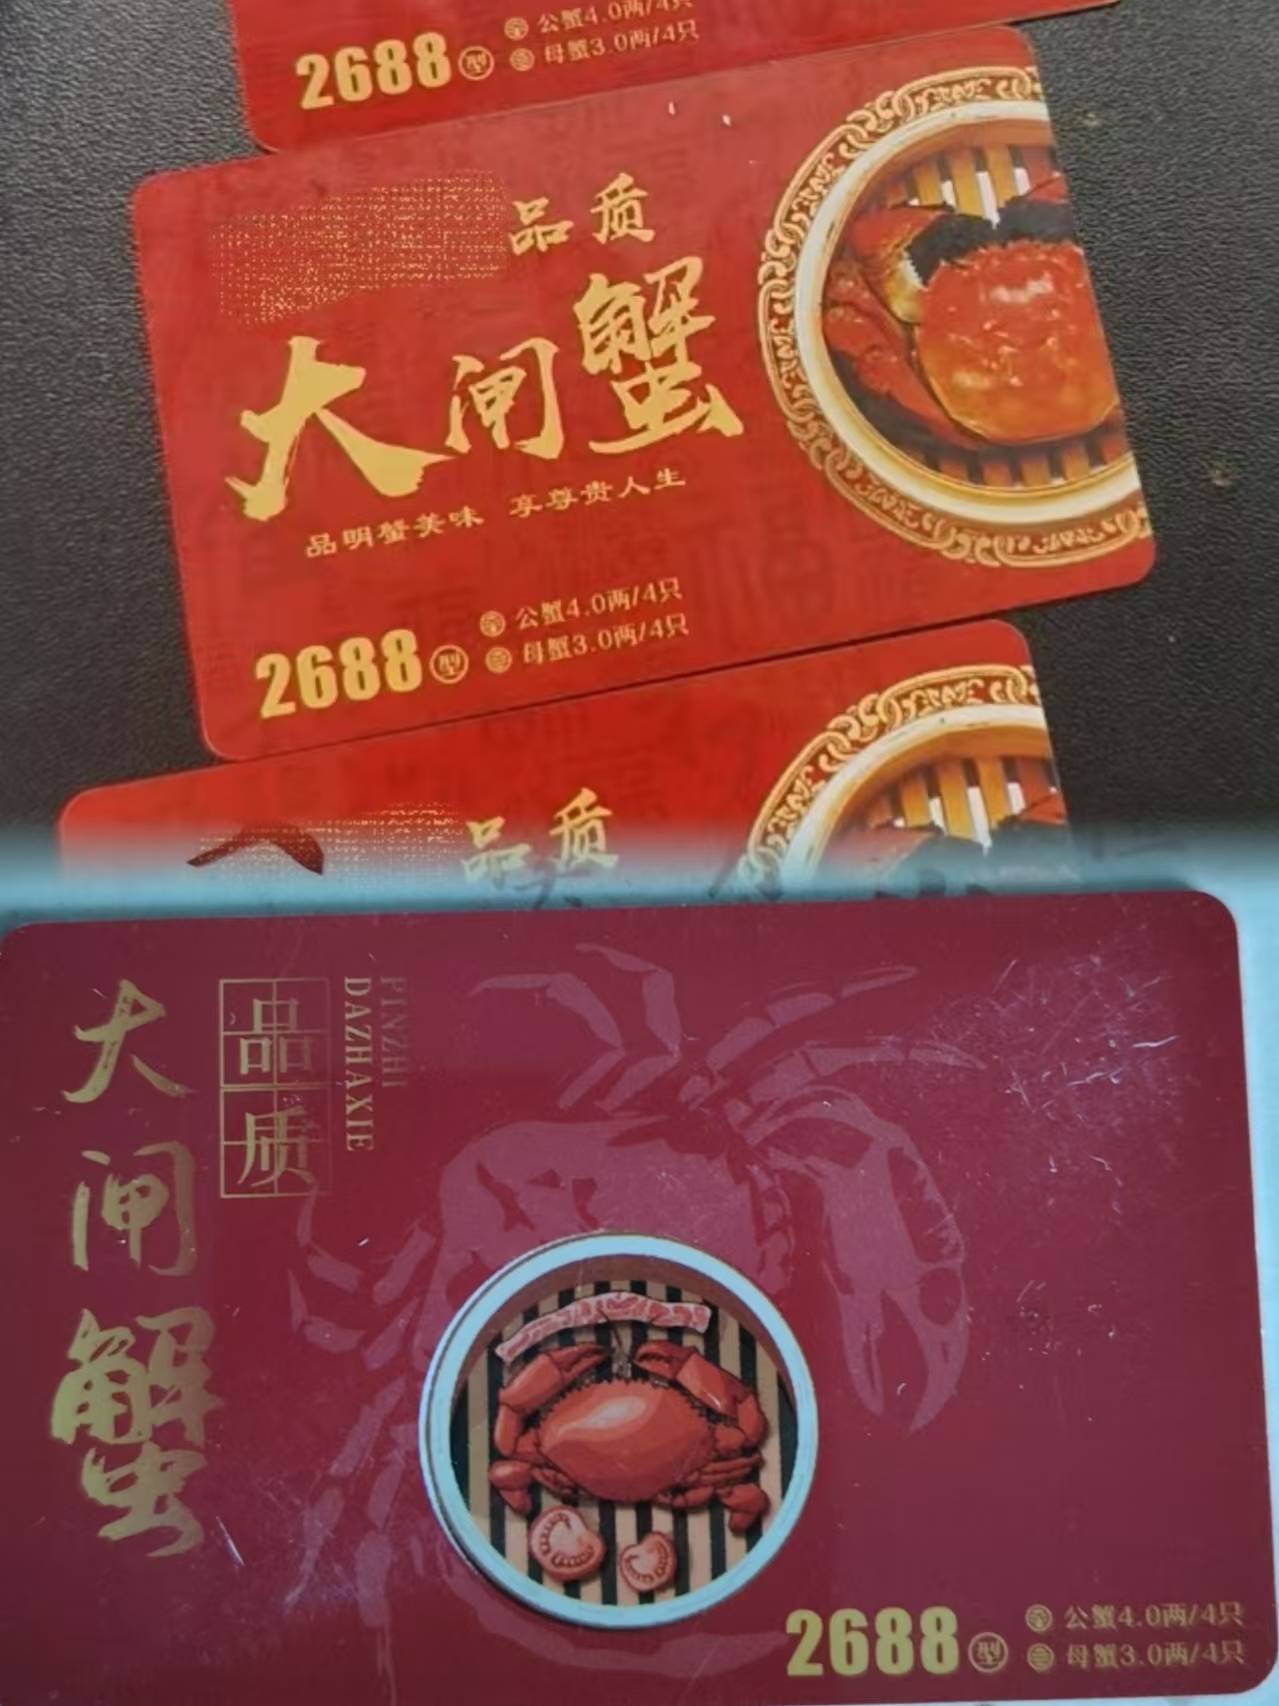 公蟹4.0两/4只
母蟹3.0两/4只
2688型
品质
大闸蟹
品明蟹美味 享尊贵人生
公蟹4.0两/4只
母蟹3.0两/4只
2688型
品质
大闸蟹
品质
PINZHI
DAZHAXIE
2688型
公蟹4.0两/4只
母蟹3.0两/4只